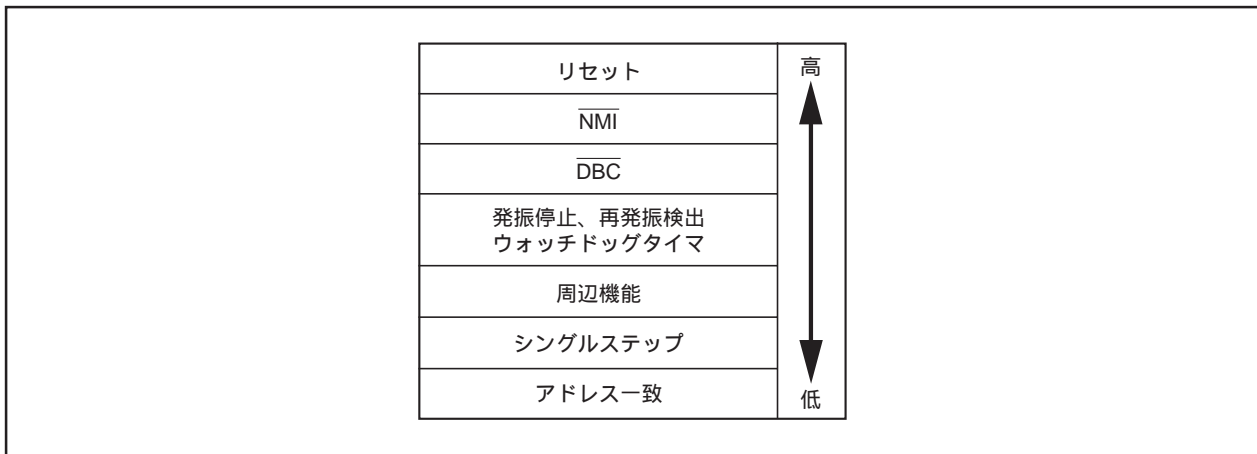 リセット
高
NMI
DBC
発振停止、再発振検出
ウォッチドッグタイマ
周辺機能
シングルステップ
アドレス一致
低